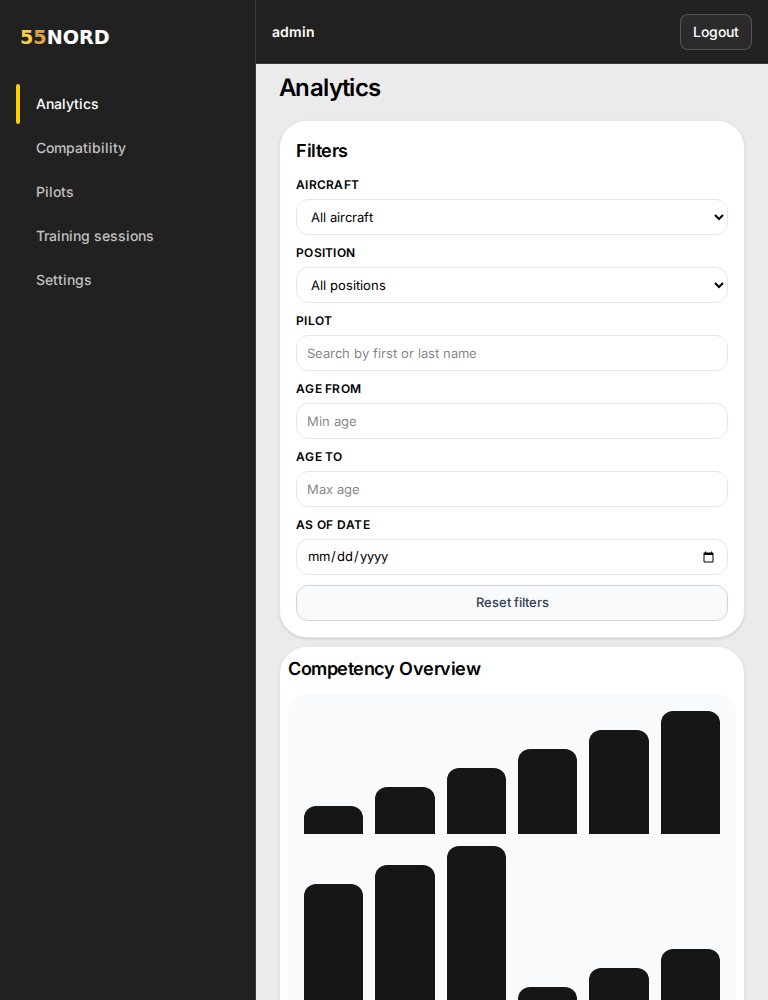 55NORD
Analytics
Compatibility
Pilots
Training sessions
Settings
admin
Logout
Analytics
Filters
AIRCRAFT
All aircraft
POSITION
All positions
PILOT
Search by first or last name
AGE FROM
Min age
AGE TO
Max age
AS OF DATE
mm/dd/yyyy
Reset filters
Competency Overview